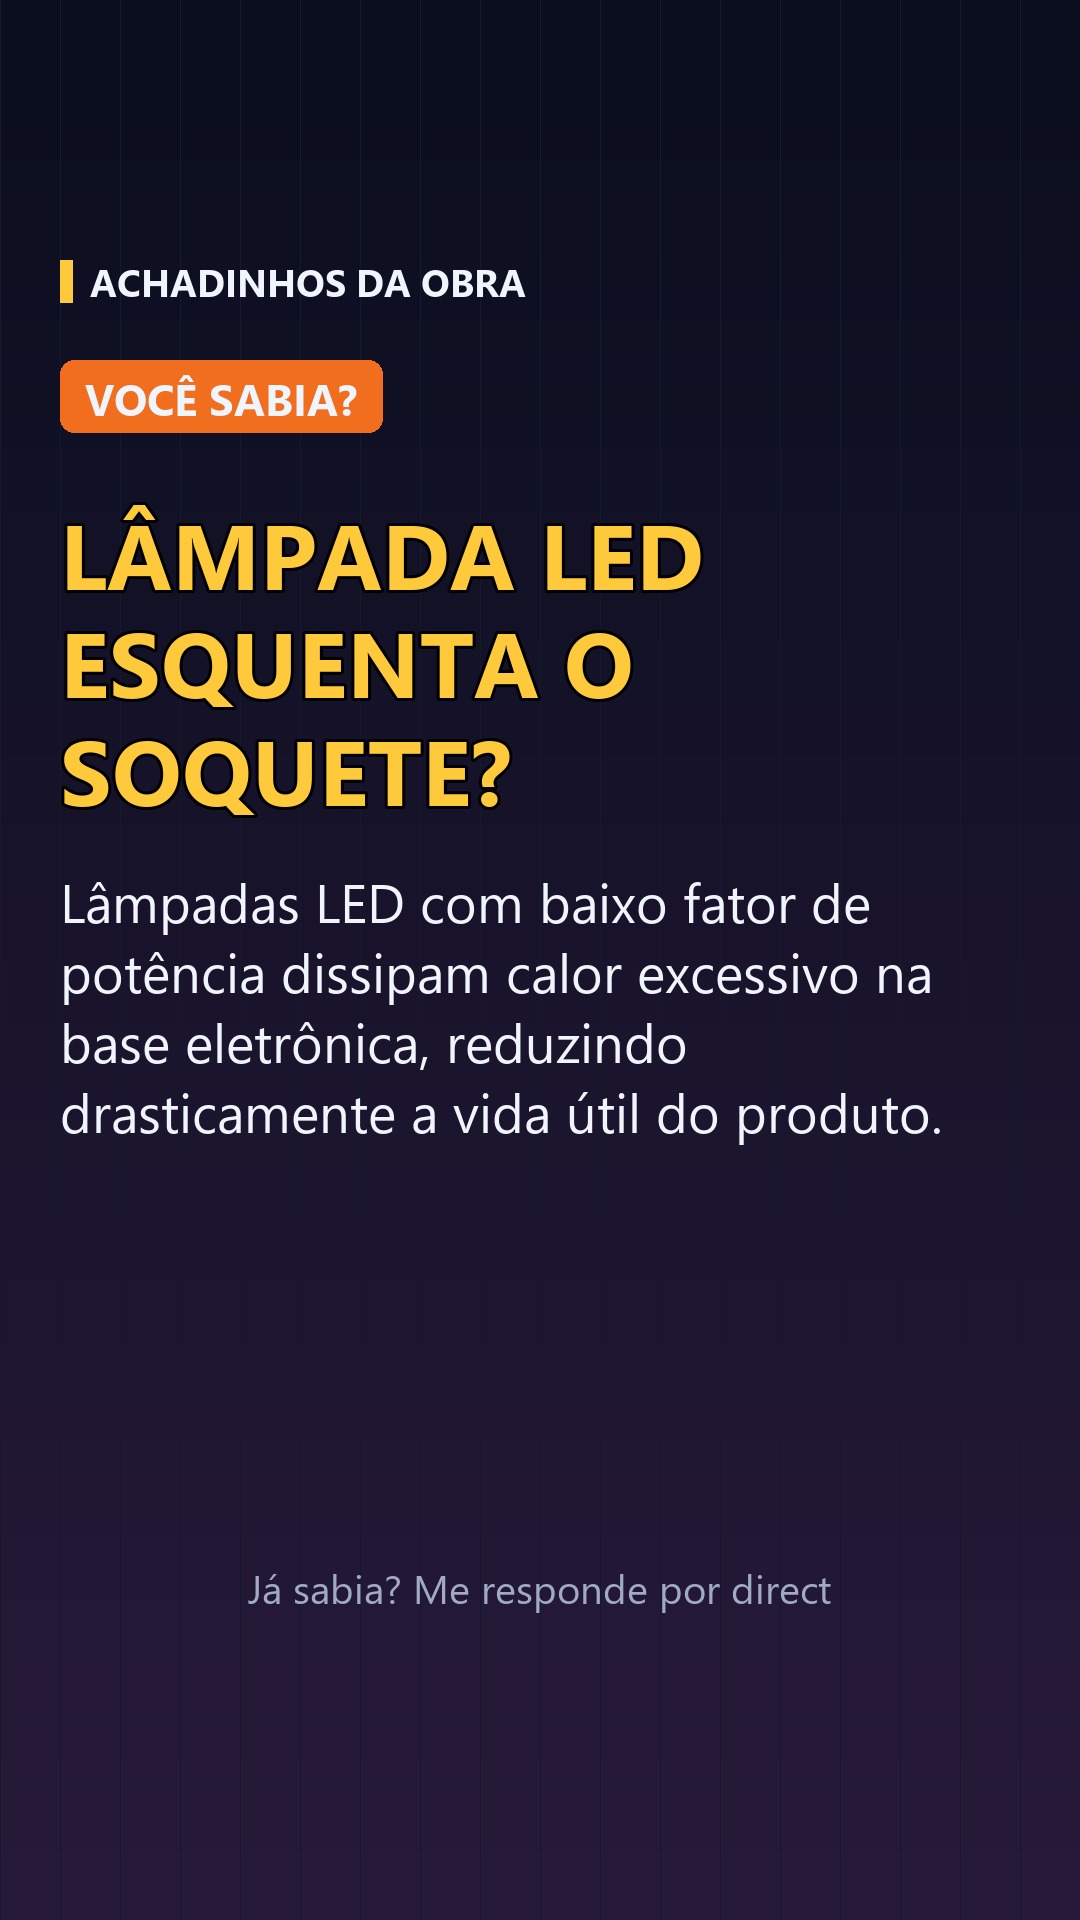 ACHADINHOS DA OBRA
VOCÊ SABIA?
LÂMPADA LED
ESQUENTA O
SOQUETE?
Lâmpadas LED com baixo fator de
potência dissipam calor excessivo na
base eletrônica, reduzindo
drasticamente a vida útil do produto.
Já sabia? Me responde por direct